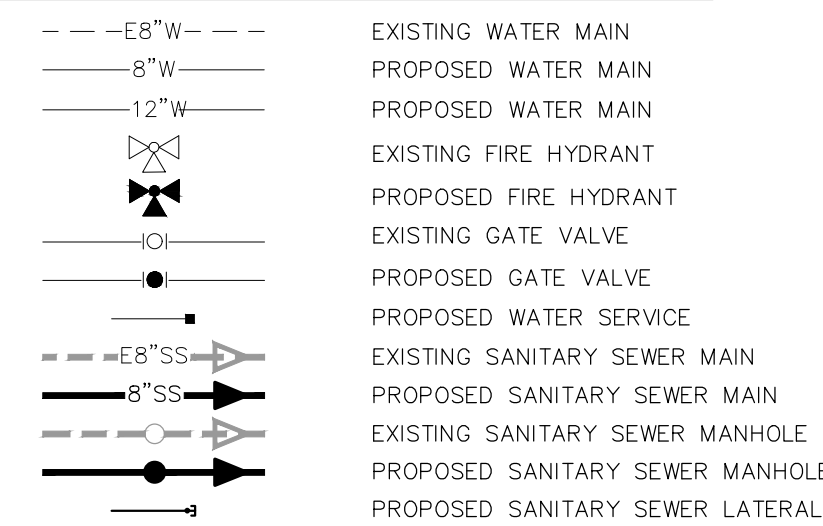 E8"W EXISTING WATER MAIN
8"W PROPOSED WATER MAIN
12"W PROPOSED WATER MAIN
EXISTING FIRE HYDRANT
PROPOSED FIRE HYDRANT
EXISTING GATE VALVE
PROPOSED GATE VALVE
PROPOSED WATER SERVICE
E8"SS EXISTING SANITARY SEWER MAIN
8"SS PROPOSED SANITARY SEWER MAIN
EXISTING SANITARY SEWER MANHOLE
PROPOSED SANITARY SEWER MANHOLE
PROPOSED SANITARY SEWER LATERAL